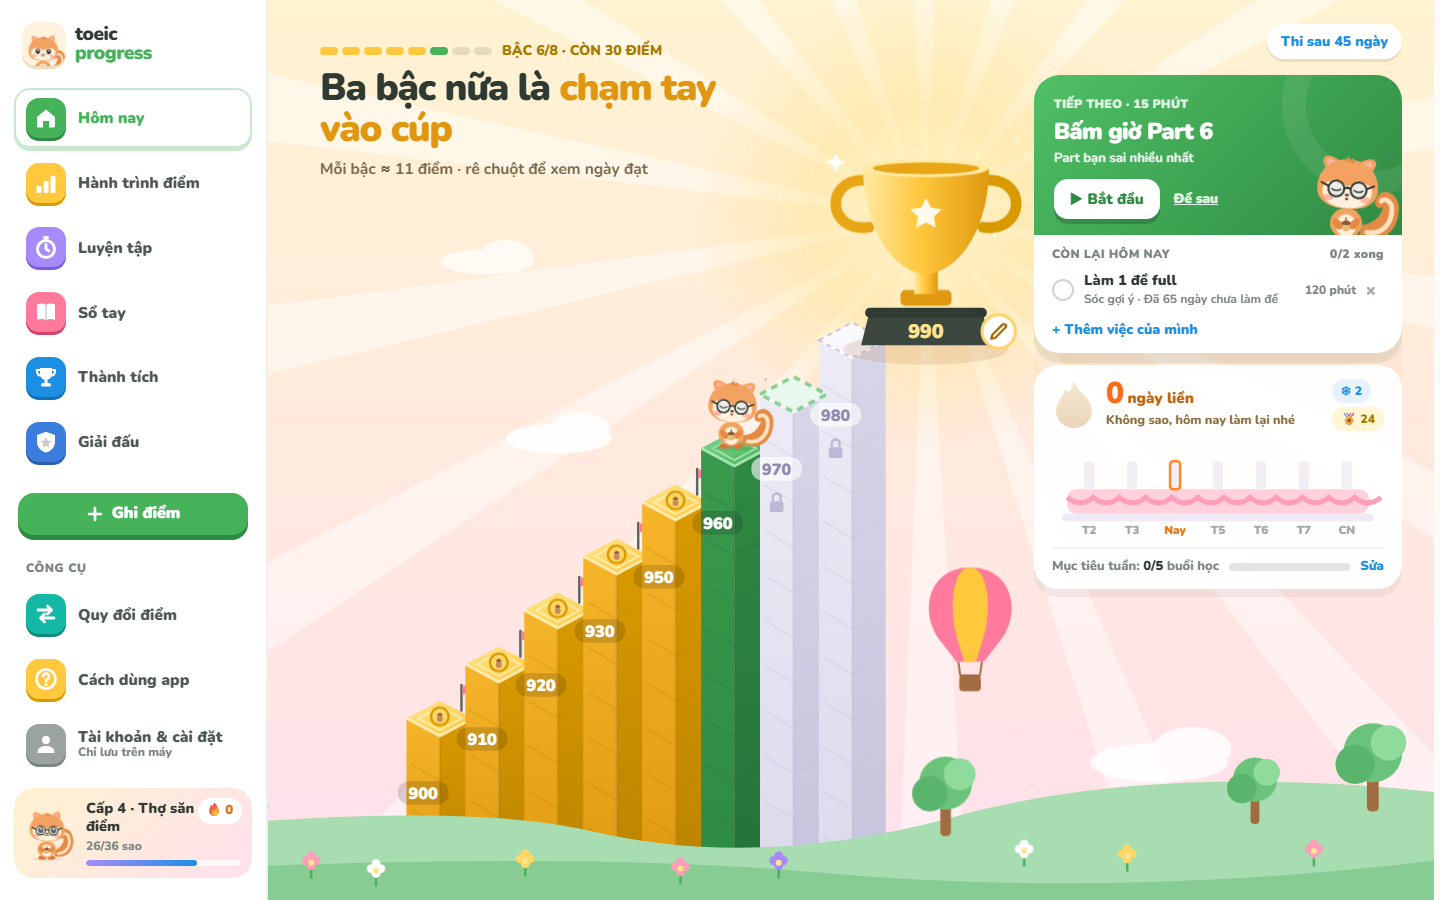 toeic
progress
Hôm nay
Hành trình điểm
Luyện tập
Sổ tay
Thành tích
Giải đấu
+ Ghi điểm
CÔNG CỤ
Quy đổi điểm
Cách dùng app
Tài khoản & cài đặt
Chỉ lưu trên máy
Cấp 4 · Thợ săn điểm
0
26/36 sao
BẬC 6/8 · CÒN 30 ĐIỂM
Ba bậc nữa là chạm tay
vào cúp
Mỗi bậc ≈ 11 điểm · rê chuột để xem ngày đạt
990
980
970
960
950
930
920
910
900
Thi sau 45 ngày
TIẾP THEO · 15 PHÚT
Bấm giờ Part 6
Part bạn sai nhiều nhất
Bắt đầu
Để sau
CÒN LẠI HÔM NAY
0/2 xong
Làm 1 đề full
Sóc gợi ý · Đã 65 ngày chưa làm đề
120 phút ×
+ Thêm việc của mình
0 ngày liền
Không sao, hôm nay làm lại nhé
2
24
T2 T3 Nay T5 T6 T7 CN
Mục tiêu tuần: 0/5 buổi học
Sửa